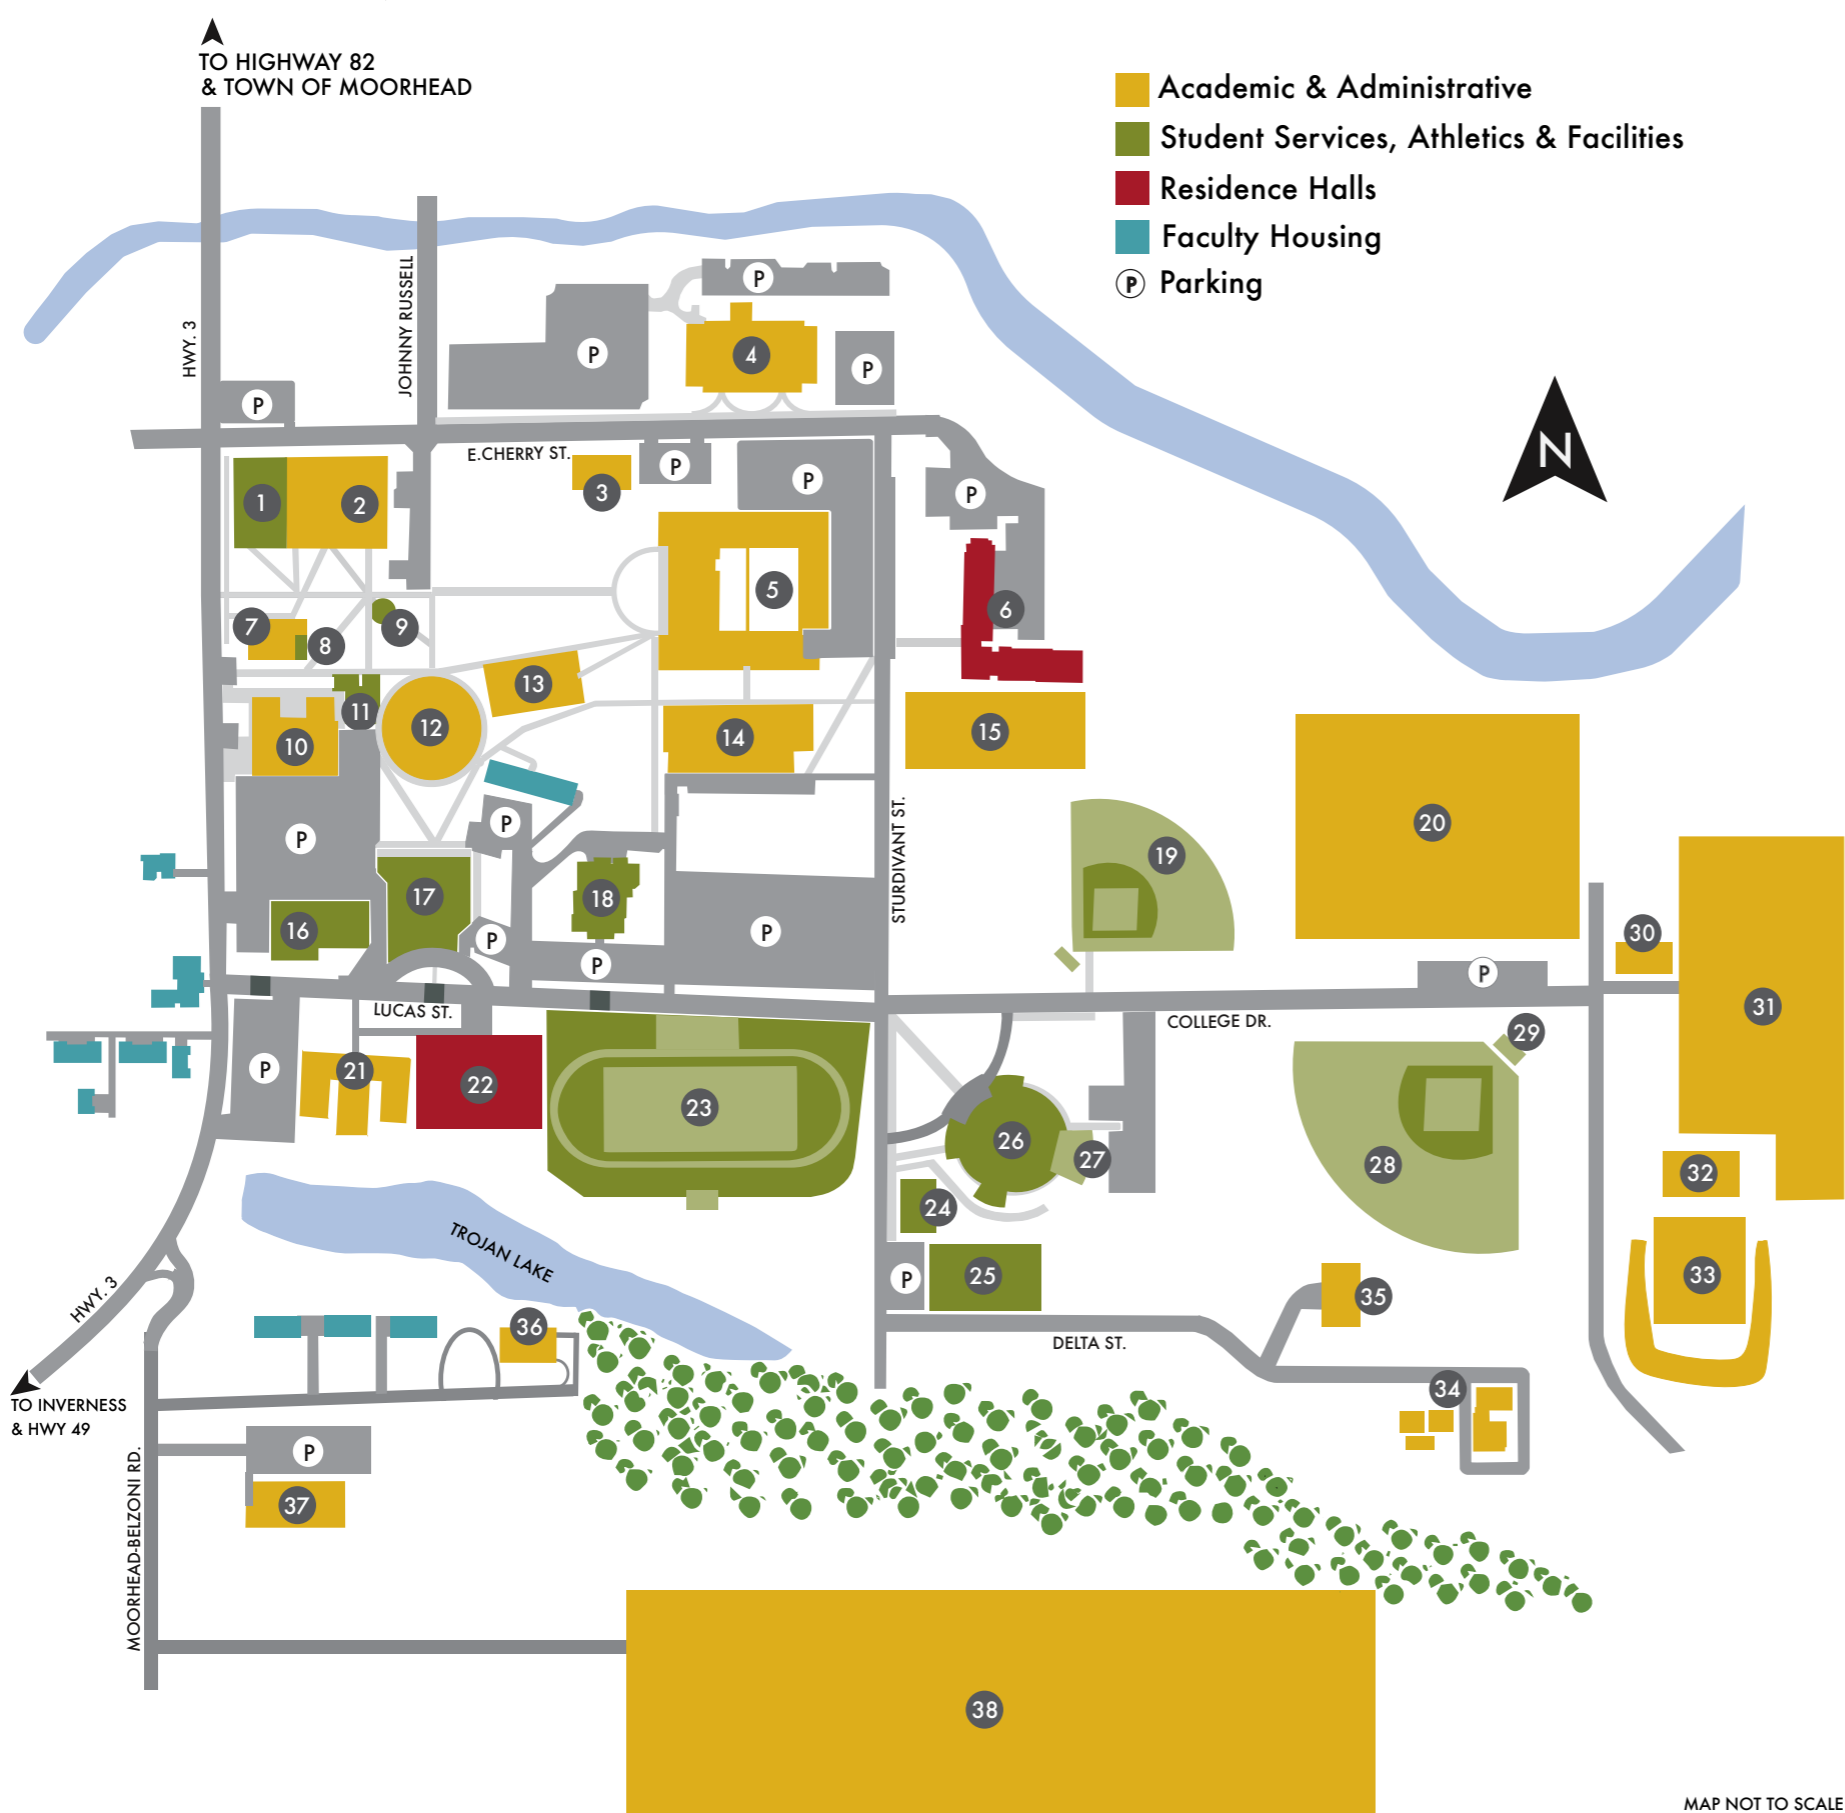 TO HIGHWAY 82
& TOWN OF MOORHEAD
Academic & Administrative
Student Services, Athletics & Facilities
Residence Halls
Faculty Housing
P Parking
HWY. 3
JOHNNY RUSSELL
P
P
P
P
P
4
N
E.CHERRY ST.
P
P
P
1
2
3
5
6
7
8
9
10
11
12
13
14
15
P
P
16
17
18
P
P
P
STURDIVANT ST.
19
20
P
30
31
LUCAS ST.
COLLEGE DR.
P
21
22
23
26
27
24
P
25
28
29
32
33
TROJAN LAKE
HWY. 3
DELTA ST.
35
34
36
TO INVERNESS
& HWY 49
P
37
MOORHEAD-BELZONI RD.
38
MAP NOT TO SCALE